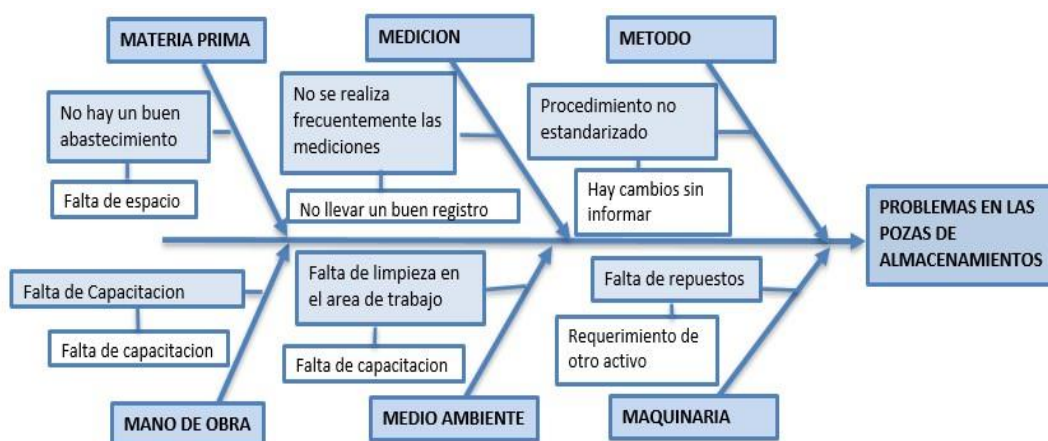 MATERIA PRIMA
MEDICION
METODO
No hay un buen
abastecimiento
Falta de espacio
No se realiza
frecuentemente las
mediciones
No llevar un buen registro
Procedimiento no
estandarizado
Hay cambios sin
informar
PROBLEMAS EN LAS
POZAS DE
ALMACENAMIENTOS
Falta de Capacitacion
Falta de capacitacion
Falta de limpieza en
el area de trabajo
Falta de capacitacion
Falta de repuestos
Requerimiento de
otro activo
MANO DE OBRA
MEDIO AMBIENTE
MAQUINARIA